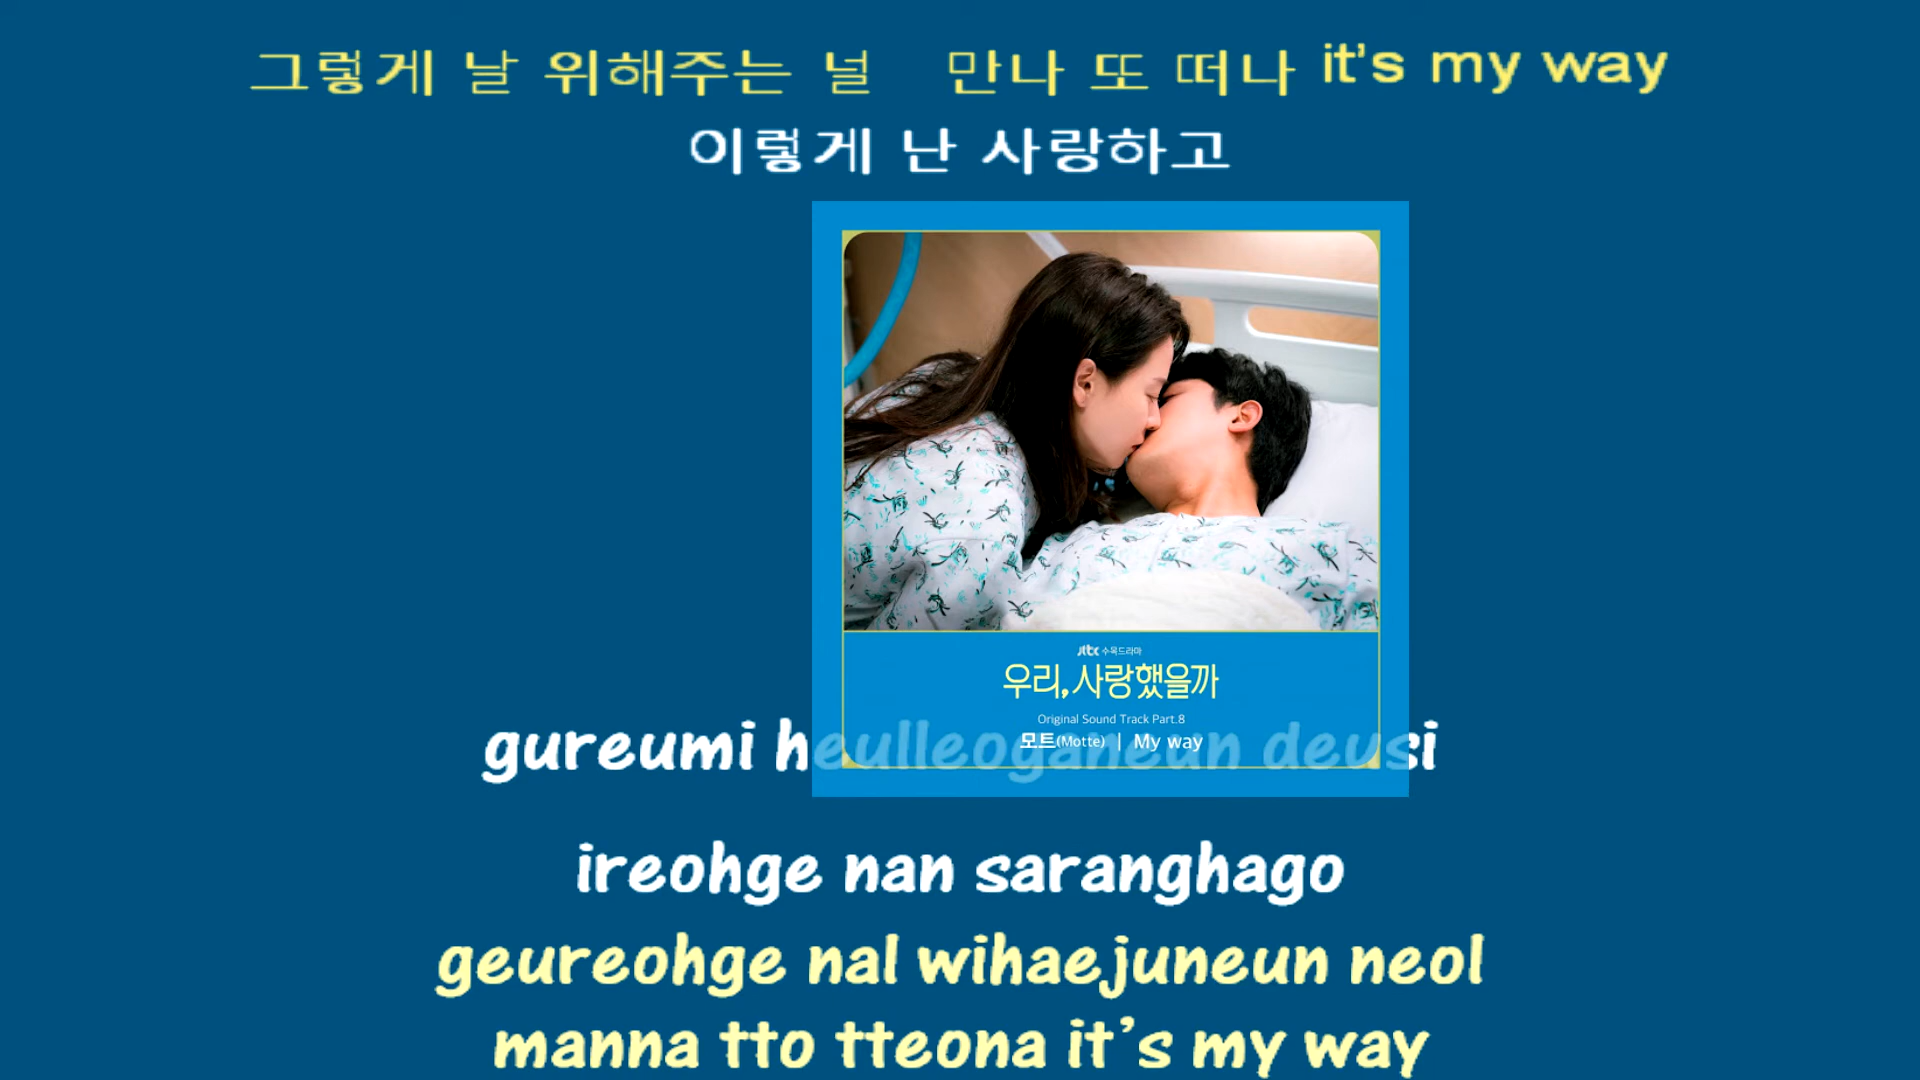 그렇게 날 위해주는 널 만나 또 떠나 it's my way
이렇게 난 사랑하고
jtbc 수목드라마
우리, 사랑했을까
Original Sound Track Part.8
모트(Motte) | My way
gureumi heulleoganeun deusi
ireohge nan saranghago
geureohge nal wihaejuneun neol
manna tto tteona it's my way